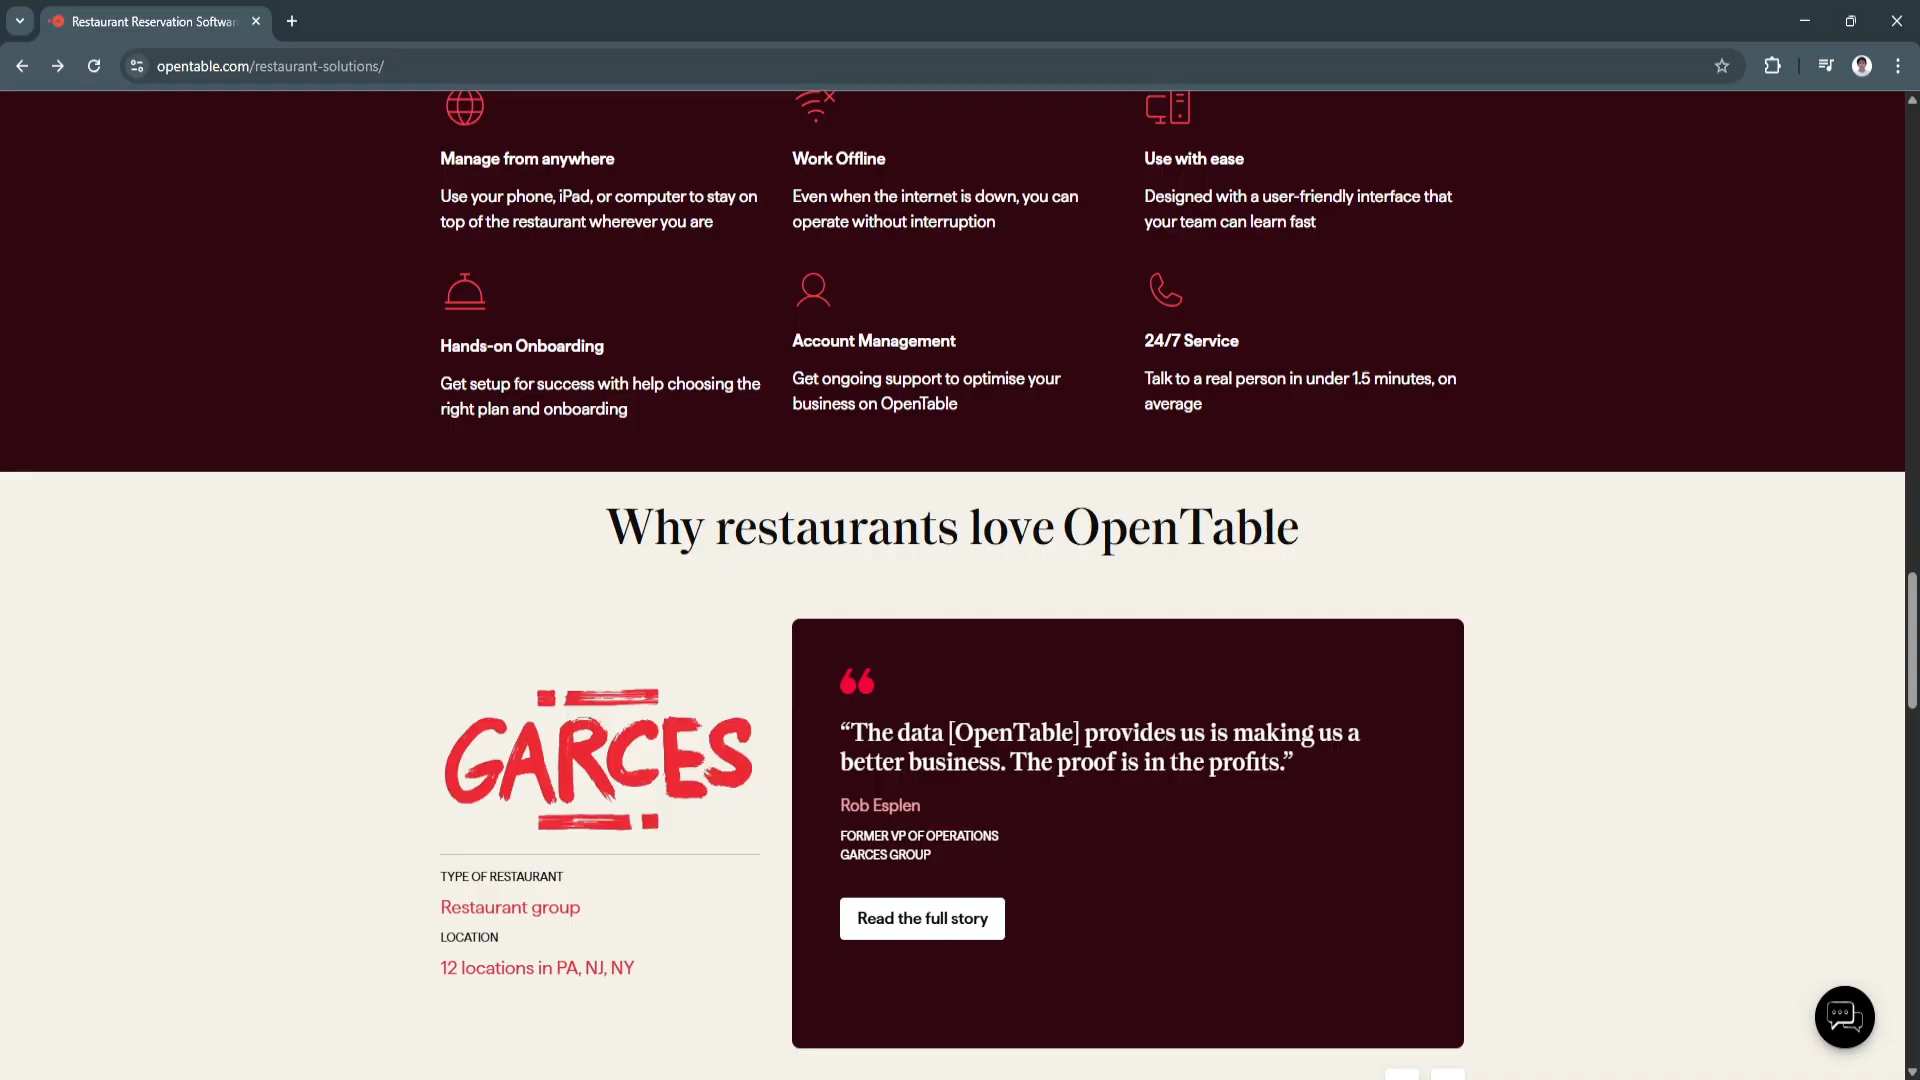 Restaurant Reservation Softwar
opentable.com/restaurant-solutions/
Manage from anywhere
Use your phone, iPad, or computer to stay on
top of the restaurant wherever you are
Work Offline
Even when the internet is down, you can
operate without interruption
Use with ease
Designed with a user-friendly interface that
your team can learn fast
Hands-on Onboarding
Get setup for success with help choosing the
right plan and onboarding
Account Management
Get ongoing support to optimise your
business on OpenTable
24/7 Service
Talk to a real person in under 1.5 minutes, on
average
Why restaurants love OpenTable
GARCES
TYPE OF RESTAURANT
Restaurant group
LOCATION
12 locations in PA, NJ, NY
“The data [OpenTable] provides us is making us a
better business. The proof is in the profits.”
Rob Esplen
FORMER VP OF OPERATIONS
GARCES GROUP
Read the full story